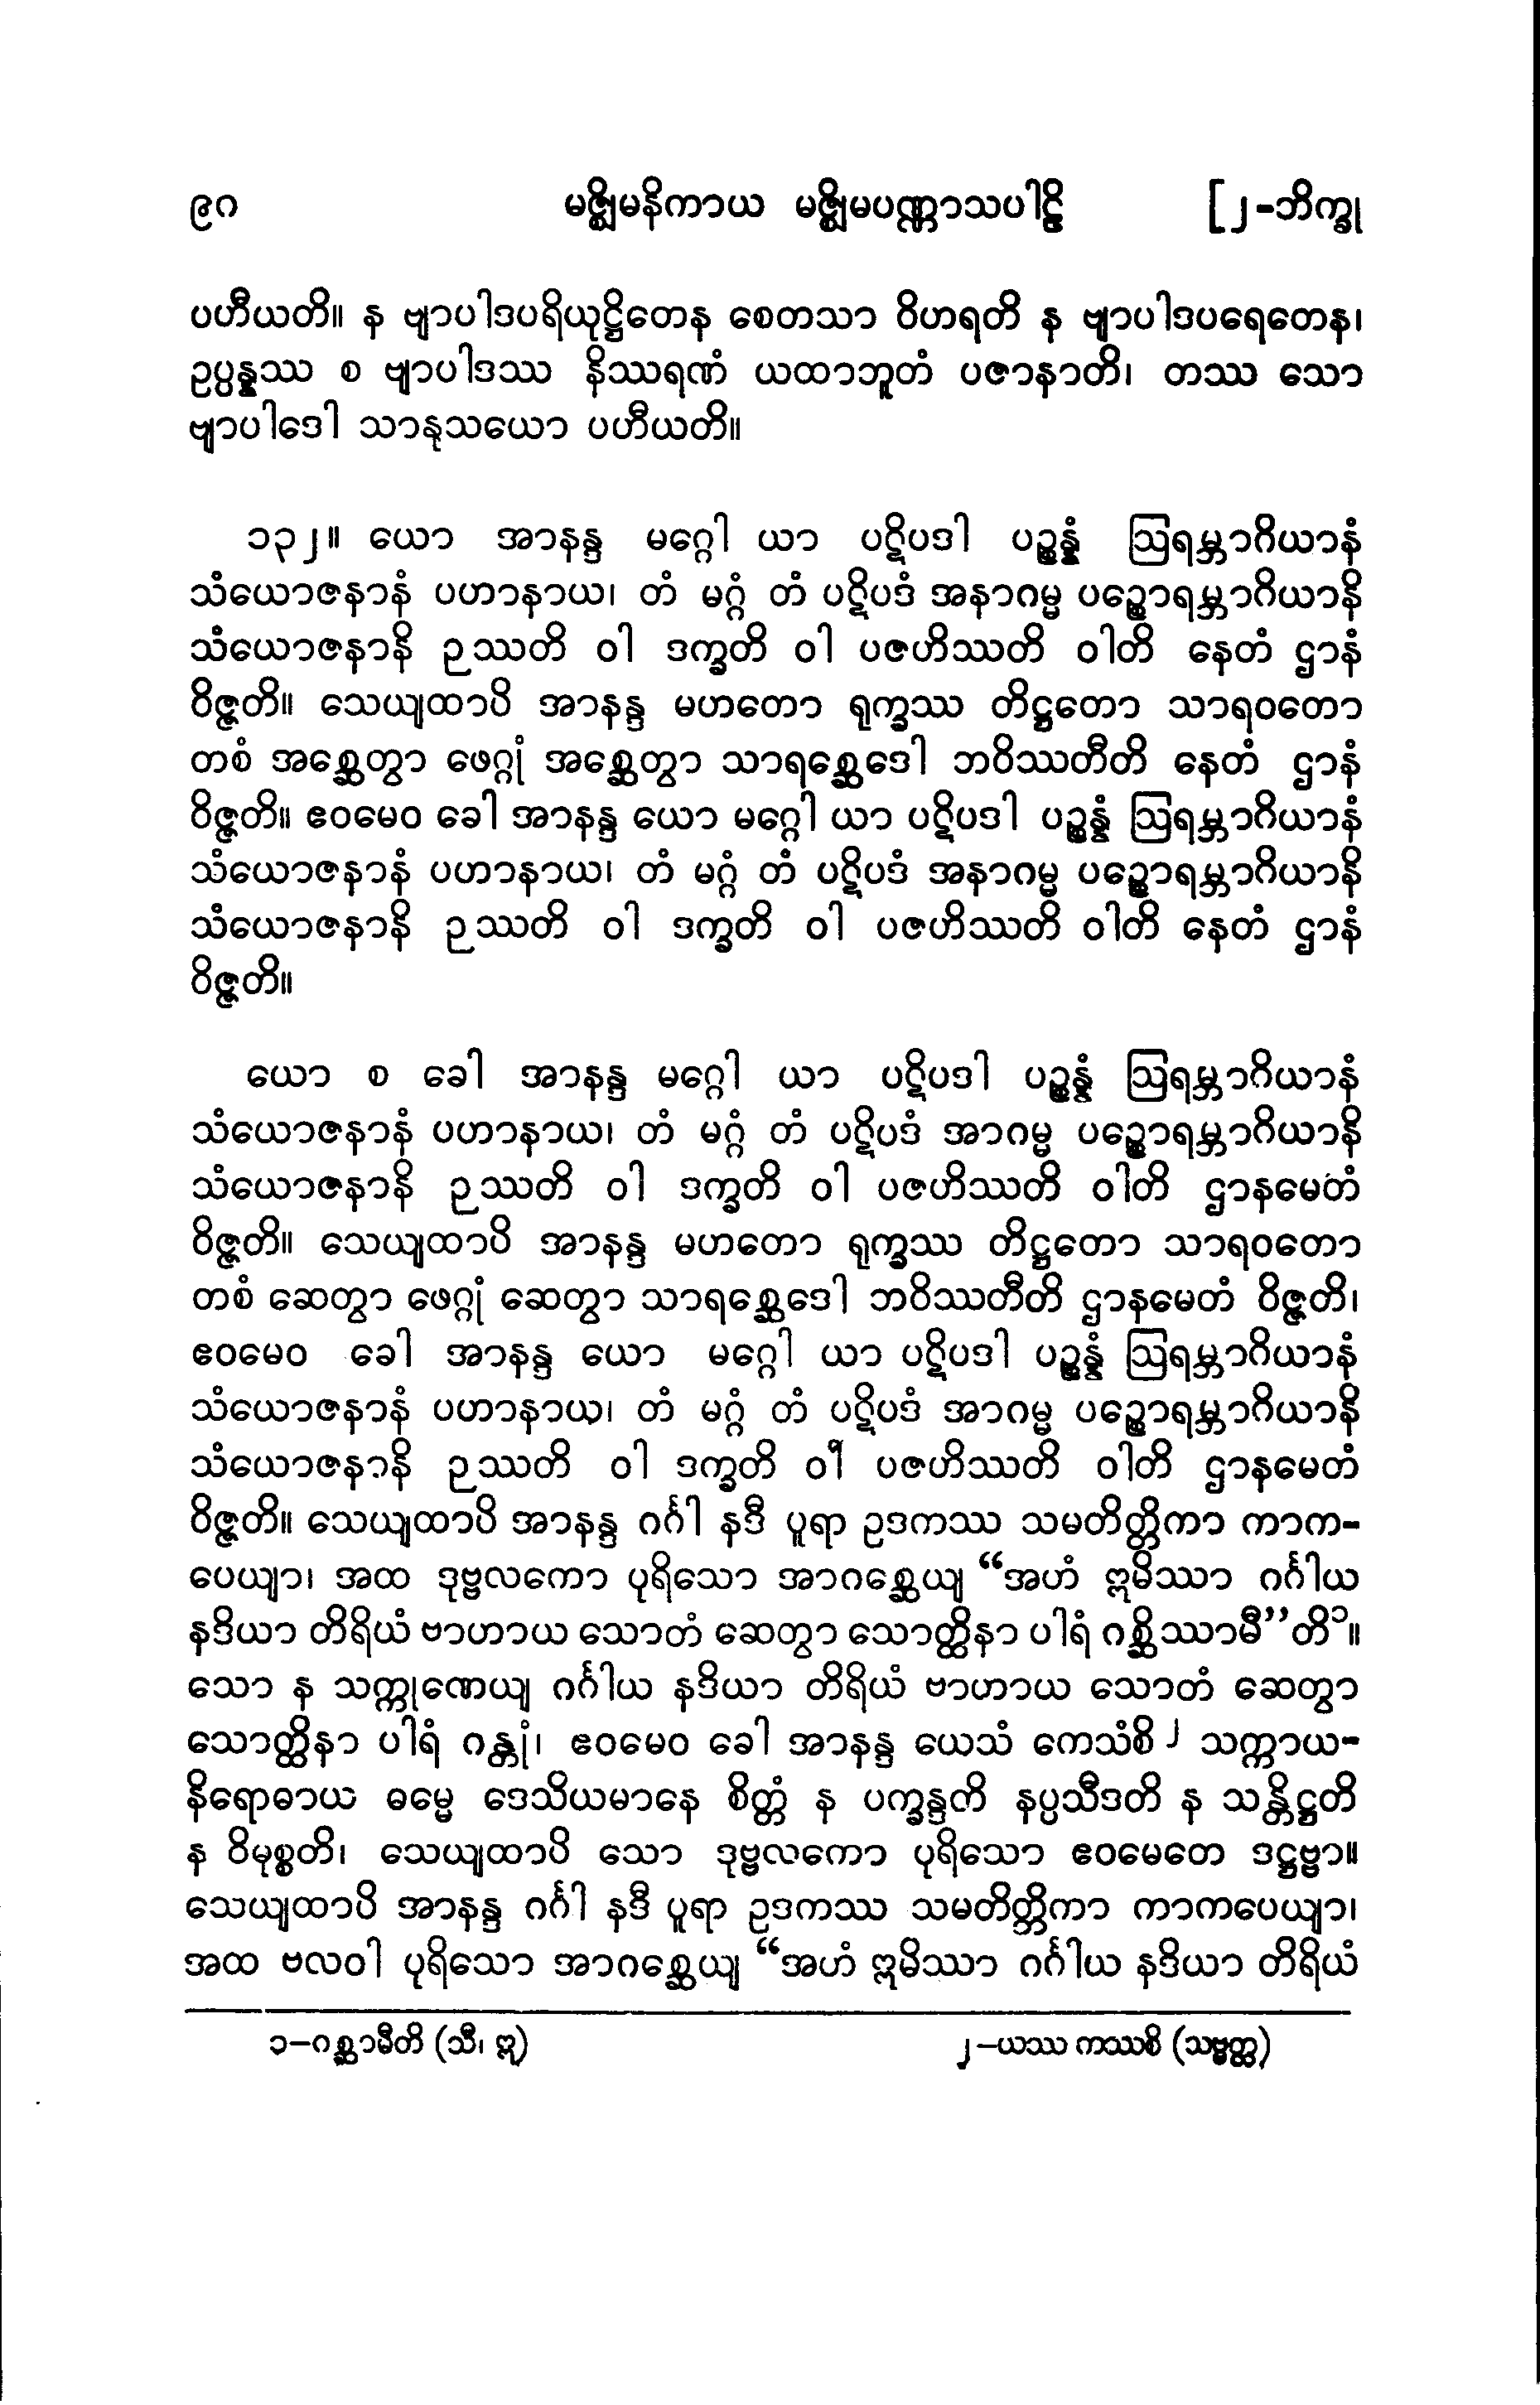 ၉ဂ မဇ္ဈိမနိကာယ မဇ္ဈိမပဏ္ဏာသပါဠိ [၂-ဘိက္ခု
ပဟီယတိ။ န ဗျာပါဒပရိယုဋ္ဌိတေန စေတသာ ဝိဟရတိ န ဗျာပါဒပရေတေန၊
ဥပ္ပန္နဿ စ ဗျာပါဒဿ နိဿရဏံ ယထာဘူတံ ပဇာနာတိ၊ တဿ သော
ဗျာပါဒေါ သာနုသယော ပဟီယတိ။
၁၃၂။ ယော အာနန္ဒ မဂ္ဂေါ ယာ ပဋိပဒါ ပဉ္စန္နံ ဩရမ္ဘာဂိယာနံ
သံယောဇနာနံ ပဟာနာယ၊ တံ မဂ္ဂံ တံ ပဋိပဒံ အနာဂမ္မ ပဉ္စောရမ္ဘာဂိယာနိ
သံယောဇနာနိ ဉဿတိ ဝါ ဒက္ခတိ ဝါ ပဇဟိဿတိ ဝါတိ နေတံ ဌာနံ
ဝိဇ္ဇတိ။ သေယျထာပိ အာနန္ဒ မဟတော ရုက္ခဿ တိဋ္ဌတော သာရဝတော
တစံ အစ္ဆေတွာ ဖေဂ္ဂုံ အစ္ဆေတွာ သာရစ္ဆေဒေါ ဘဝိဿတီတိ နေတံ ဌာနံ
ဝိဇ္ဇတိ။ ဧဝမေဝ ခေါ အာနန္ဒ ယော မဂ္ဂေါ ယာ ပဋိပဒါ ပဉ္စန္နံ ဩရမ္ဘာဂိယာနံ
သံယောဇနာနံ ပဟာနာယ၊ တံ မဂ္ဂံ တံ ပဋိပဒံ အနာဂမ္မ ပဉ္စောရမ္ဘာဂိယာနိ
သံယောဇနာနိ ဉဿတိ ဝါ ဒက္ခတိ ဝါ ပဇဟိဿတိ ဝါတိ နေတံ ဌာနံ
ဝိဇ္ဇတိ။
ယော စ ခေါ အာနန္ဒ မဂ္ဂေါ ယာ ပဋိပဒါ ပဉ္စန္နံ ဩရမ္ဘာဂိယာနံ
သံယောဇနာနံ ပဟာနာယ၊ တံ မဂ္ဂံ တံ ပဋိပဒံ အာဂမ္မ ပဉ္စောရမ္ဘာဂိယာနိ
သံယောဇနာနိ ဉဿတိ ဝါ ဒက္ခတိ ဝါ ပဇဟိဿတိ ဝါတိ ဌာနမေတံ
ဝိဇ္ဇတိ။ သေယျထာပိ အာနန္ဒ မဟတော ရုက္ခဿ တိဋ္ဌတော သာရဝတော
တစံ ဆေတွာ ဖေဂ္ဂုံ ဆေတွာ သာရစ္ဆေဒေါ ဘဝိဿတီတိ ဌာနမေတံ ဝိဇ္ဇတိ၊
ဧဝမေဝ ခေါ အာနန္ဒ ယော မဂ္ဂေါ ယာ ပဋိပဒါ ပဉ္စန္နံ ဩရမ္ဘာဂိယာနံ
သံယောဇနာနံ ပဟာနာယ၊ တံ မဂ္ဂံ တံ ပဋိပဒံ အာဂမ္မ ပဉ္စောရမ္ဘာဂိယာနိ
သံယောဇနာနိ ဉဿတိ ဝါ ဒက္ခတိ ဝါ ပဇဟိဿတိ ဝါတိ ဌာနမေတံ
ဝိဇ္ဇတိ။ သေယျထာပိ အာနန္ဒ ဂင်္ဂါ နဒီ ပူရာ ဥဒကဿ သမတိတ္တိကာ ကာက-
ပေယျာ၊ အထ ဒုဗ္ဗလကော ပုရိသော အာဂစ္ဆေယျ “အဟံ ဣမိဿာ ဂင်္ဂါယ
နဒိယာ တိရိယံ ဗာဟာယ သောတံ ဆေတွာ သောတ္ထိနာ ပါရံ ဂစ္ဆိဿာမီ”တိ၁။
သော န သက္ကုဏေယျ ဂင်္ဂါယ နဒိယာ တိရိယံ ဗာဟာယ သောတံ ဆေတွာ
သောတ္ထိနာ ပါရံ ဂန္တုံ၊ ဧဝမေဝ ခေါ အာနန္ဒ ယေသံ ကေသံစိ၂ သက္ကာယ-
နိရောဓာယ ဓမ္မေ ဒေသိယမာနေ စိတ္တံ န ပက္ခန္ဒတိ နပ္ပသီဒတိ န သန္တိဋ္ဌတိ
န ဝိမုစ္စတိ၊ သေယျထာပိ သော ဒုဗ္ဗလကော ပုရိသော ဧဝမေတေ ဒဋ္ဌဗ္ဗာ။
သေယျထာပိ အာနန္ဒ ဂင်္ဂါ နဒီ ပူရာ ဥဒကဿ သမတိတ္တိကာ ကာကပေယျာ၊
အထ ဗလဝါ ပုရိသော အာဂစ္ဆေယျ “အဟံ ဣမိဿာ ဂင်္ဂါယ နဒိယာ တိရိယံ
၁-ဂစ္ဆာမီတိ (သီ၊ ဣ) ၂-ယဿ ကဿစိ (သဗ္ဗတ္ထ)